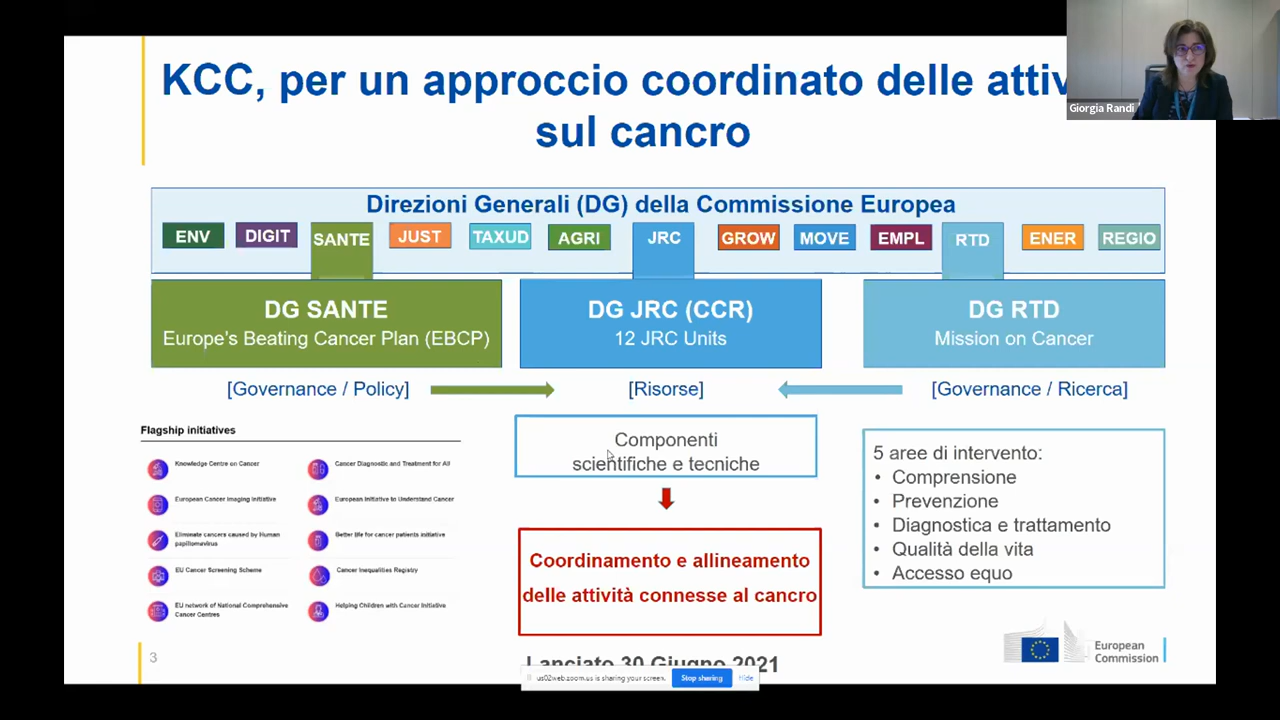 KCC, per un approccio coordinato delle attiv
sul cancro
Giorgia Randi
Direzioni Generali (DG) della Commissione Europea
ENV DIGIT SANTE JUST TAXUD AGRI JRC GROW MOVE EMPL RTD ENER REGIO
DG SANTE
Europe's Beating Cancer Plan (EBCP)
DG JRC (CCR)
12 JRC Units
DG RTD
Mission on Cancer
[Governance / Policy]
[Risorse]
[Governance / Ricerca]
Flagship initiatives
Knowledge Centre on Cancer
Cancer Diagnostic and Treatment for All
European Cancer Imaging Initiative
European Initiative to Understand Cancer
Eliminate cancers caused by Human
papillomavirus
Better life for cancer patients initiative
EU Cancer Screening Scheme
Cancer Inequalities Registry
EU network of National Comprehensive
Cancer Centres
Helping Children with Cancer Initiative
Componenti
scientifiche e tecniche
Coordinamento e allineamento
delle attività connesse al cancro
Lanciato 30 Giugno 2021
5 aree di intervento:
• Comprensione
• Prevenzione
• Diagnostica e trattamento
• Qualità della vita
• Accesso equo
European
Commission
3
us02web.zoom.us is sharing your screen.
Stop sharing
Hide